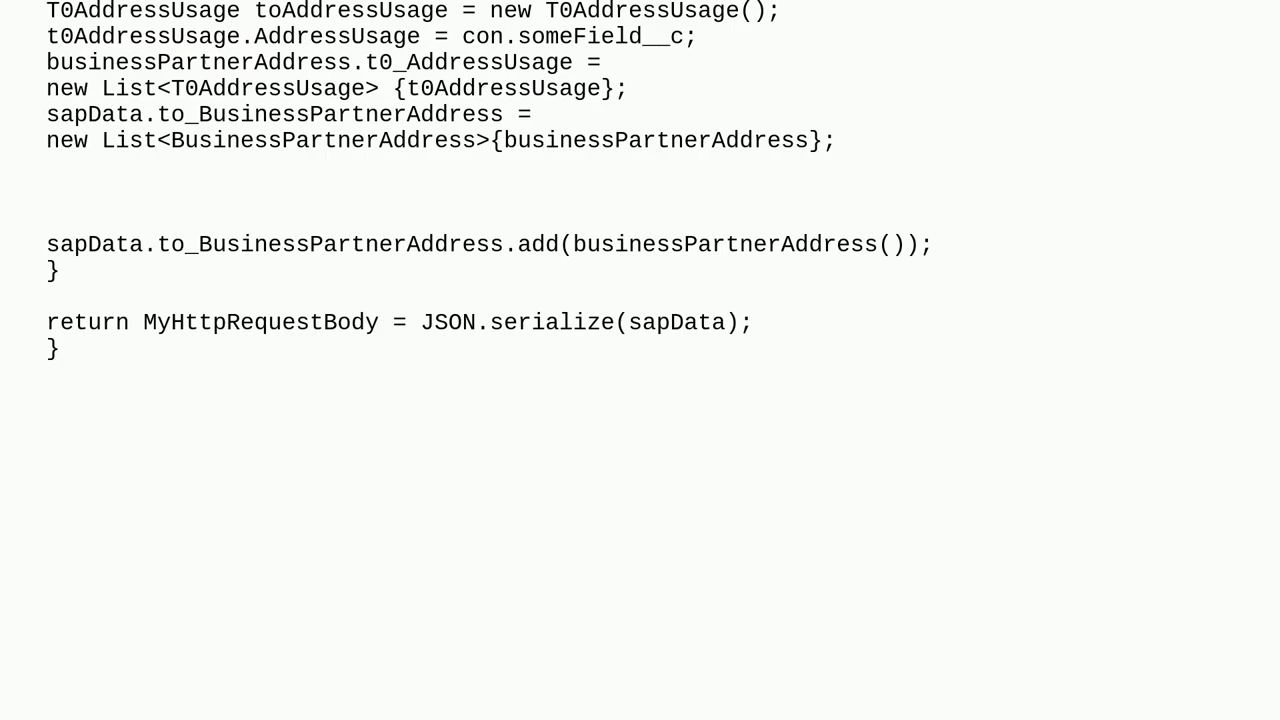 T0AddressUsage toAddressUsage = new T0AddressUsage();
t0AddressUsage.AddressUsage = con.someField__c;
businessPartnerAddress.t0_AddressUsage =
new List<T0AddressUsage> {t0AddressUsage};
sapData.to_BusinessPartnerAddress =
new List<BusinessPartnerAddress>{businessPartnerAddress};
sapData.to_BusinessPartnerAddress.add(businessPartnerAddress());
}
return MyHttpRequestBody = JSON.serialize(sapData);
}